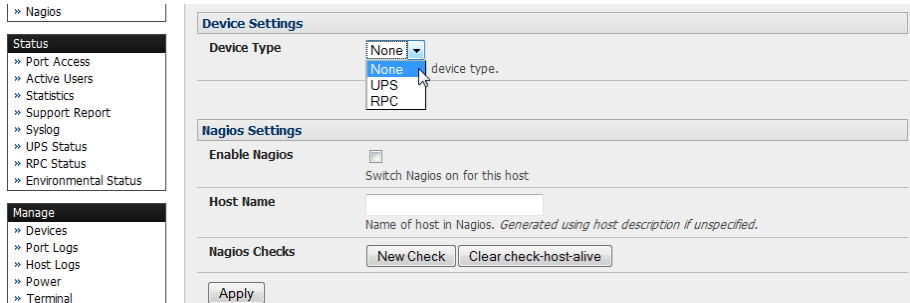 » Nagios
Status
» Port Access
» Active Users
» Statistics
» Support Report
» Syslog
» UPS Status
» RPC Status
» Environmental Status
Manage
» Devices
» Port Logs
» Host Logs
» Power
» Terminal
Device Settings
Device Type
None
None
device type.
UPS
RPC
Nagios Settings
Enable Nagios
Switch Nagios on for this host
Host Name
Name of host in Nagios. Generated using host description if unspecified.
Nagios Checks
New Check
Clear check-host-alive
Apply